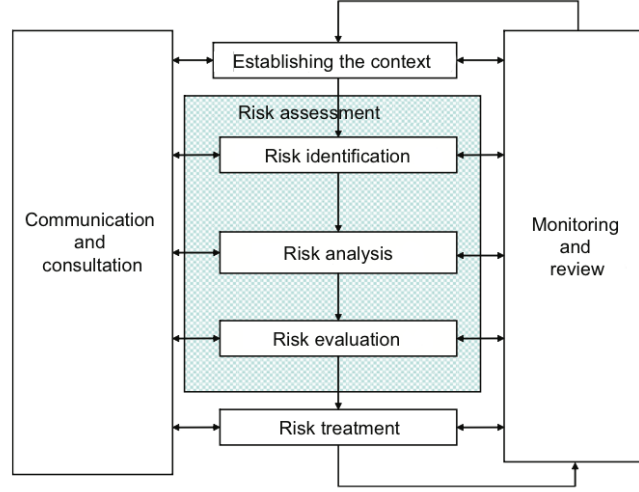 Establishing the context
Risk assessment
Risk identification
Communication
and
consultation
Risk analysis
Monitoring
and
review
Risk evaluation
Risk treatment